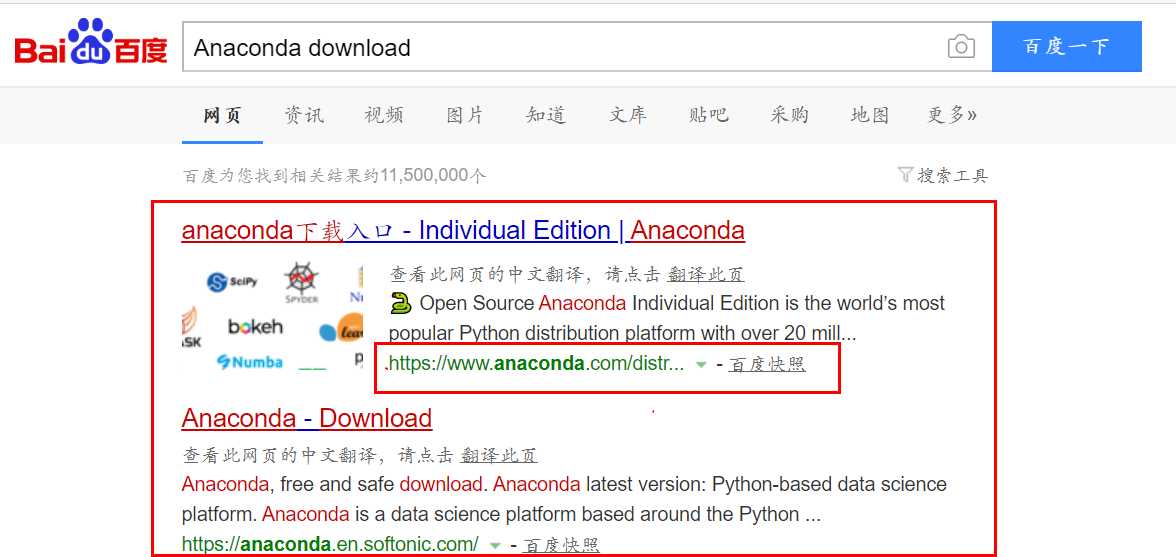 Bai du 百度
Anaconda download
百度一下
网页 资讯 视频 图片 知道 文库 贴吧 采购 地图 更多»
百度为您找到相关结果约11,500,000个
搜索工具
anaconda下载入口 - Individual Edition | Anaconda
SciPy
SPYDER
bokeh
Numba
查看此网页的中文翻译，请点击 翻译此页
Open Source Anaconda Individual Edition is the world's most
popular Python distribution platform with over 20 mill...
https://www.anaconda.com/distr... - 百度快照
Anaconda - Download
查看此网页的中文翻译，请点击 翻译此页
Anaconda, free and safe download. Anaconda latest version: Python-based data science
platform. Anaconda is a data science platform based around the Python ...
https://anaconda.en.softonic.com/ - 百度快照